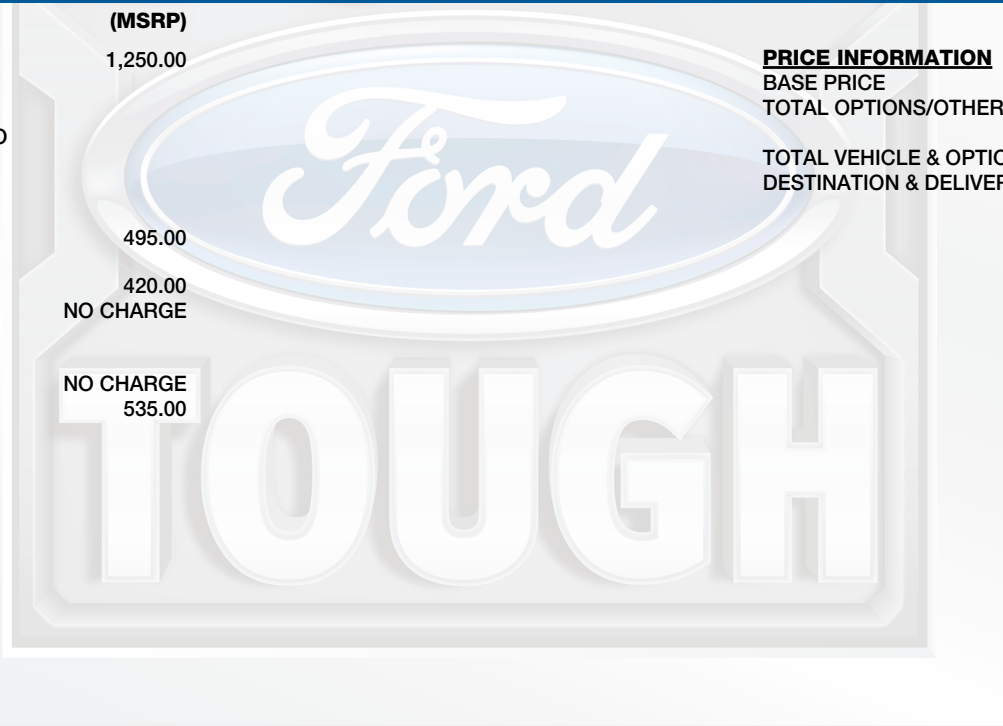 (MSRP)
1,250.00
495.00
420.00
NO CHARGE
NO CHARGE
535.00
PRICE INFORMATION
BASE PRICE
TOTAL OPTIONS/OTHER
TOTAL VEHICLE & OPTIO
DESTINATION & DELIVER
Ford
TOUGH